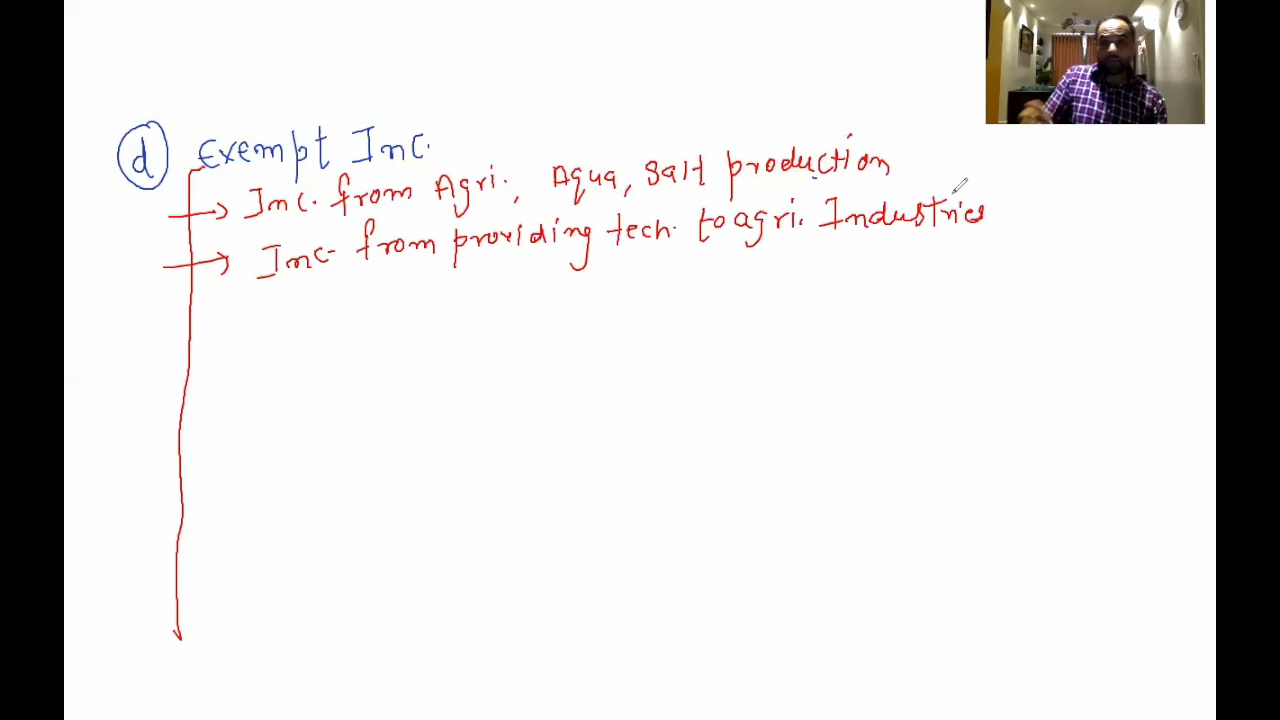 d Exempt Inc.
Inc. from Agri., Aqua, Salt production
Inc. from providing tech. to agri. Industries